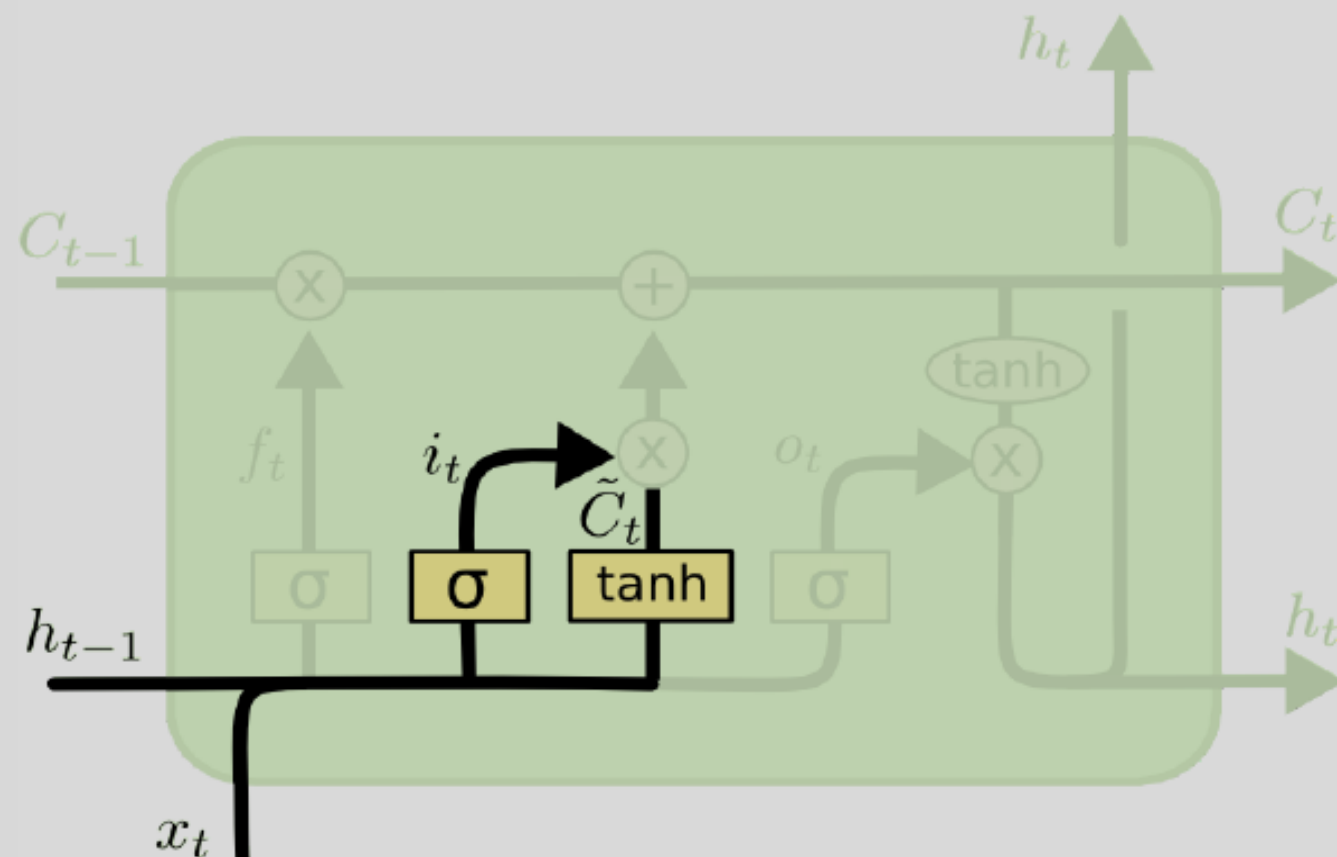 h_t
C_{t-1}
C_t
x
+
tanh
f_t
i_t
x
o_t
x
C̃_t
σ
σ
tanh
σ
h_{t-1}
h_t
x_t